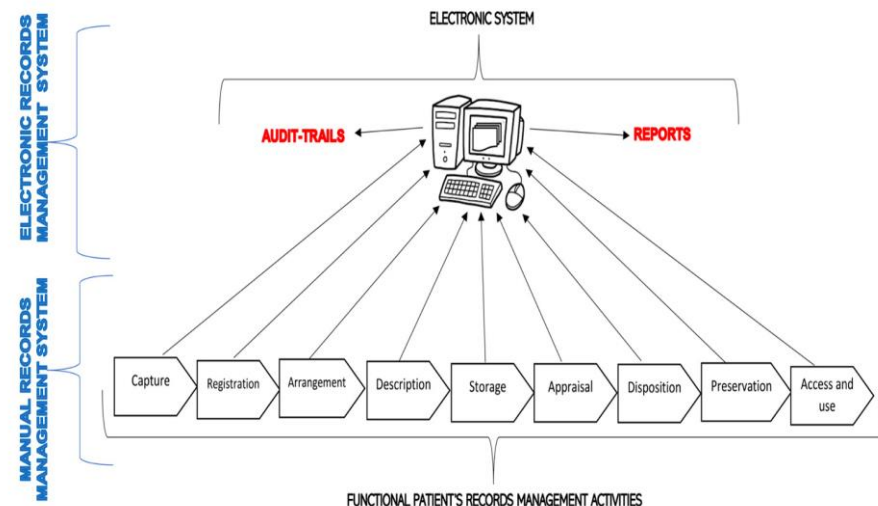 ELECTRONIC SYSTEM
ELECTRONIC RECORDS
MANAGEMENT SYSTEM
AUDIT-TRAILS
REPORTS
MANUAL RECORDS
MANAGEMENT SYSTEM
Capture
Registration
Arrangement
Description
Storage
Appraisal
Disposition
Preservation
Access and
use
FUNCTIONAL PATIENT'S RECORDS MANAGEMENT ACTIVITIES